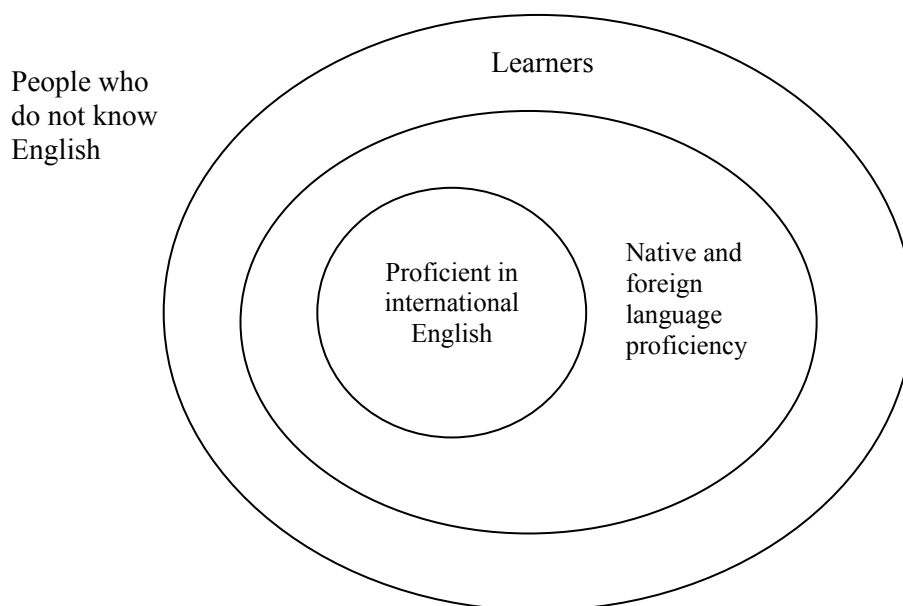 Learners
People who
do not know
English
Proficient in
international
English
Native and
foreign
language
proficiency